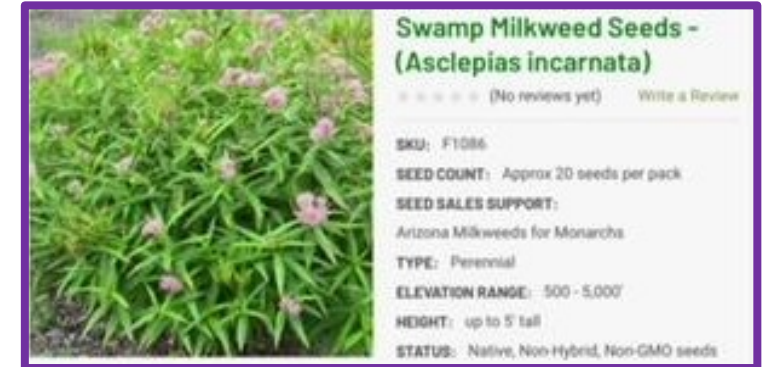 Swamp Milkweed Seeds -
(Asclepias incarnata)
(No reviews yet) Write a Review
SKU: F1086
SEED COUNT: Approx 20 seeds per pack
SEED SALES SUPPORT:
Arizona Milkweeds for Monarchs
TYPE: Perennial
ELEVATION RANGE: 500 - 5,000'
HEIGHT: up to 5' tall
STATUS: Native, Non-Hybrid, Non-GMO seeds